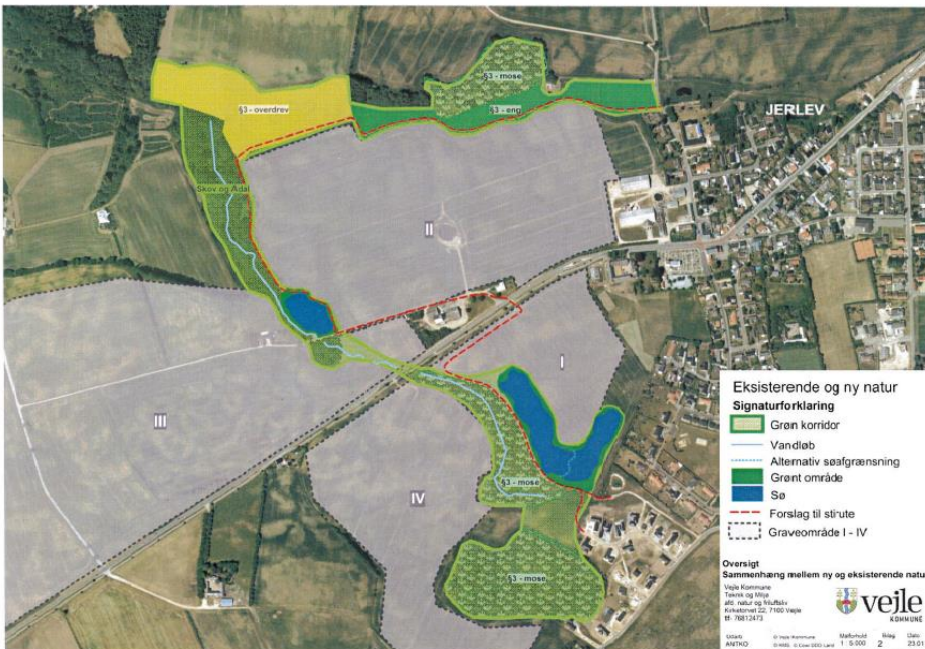 §3 - mose
§3 - overdrev
§3 - eng
JERLEV
Skov og Ådal
II
I
III
IV
§3 - mose
§3 - mose
Eksisterende og ny natur
Signaturforklaring
Grøn korridor
Vandløb
Alternativ søafgrænsning
Grønt område
Sø
Forslag til stirute
Graveområde I - IV
Oversigt
Sammenhæng mellem ny og eksisterende natur
Vejle Kommune
Teknik og Miljø
afd. natur og friluftsliv
Kirketorvet 22, 7100 Vejle
tlf: 76812473
vejle
KOMMUNE
Udarb.
ANTKO
© Vejle Kommune
Målforhold
1 : 5.000
Bilag
2
Dato
23.01